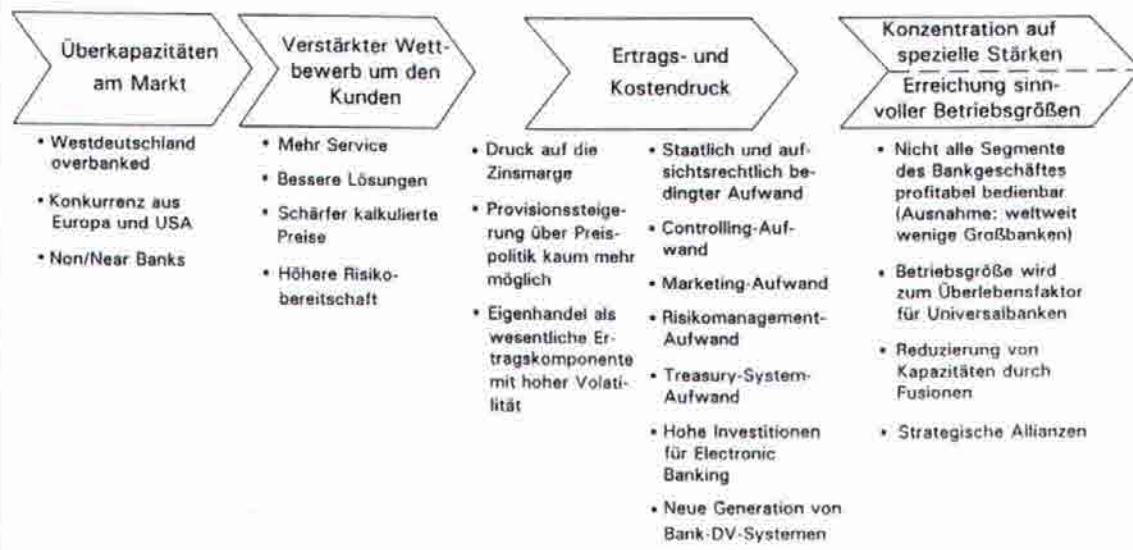 Überkapazitäten
am Markt
• Westdeutschland
overbanked
• Konkurrenz aus
Europa und USA
• Non/Near Banks
Verstärkter Wett-
bewerb um den
Kunden
• Mehr Service
• Bessere Lösungen
• Schärfer kalkulierte
Preise
• Höhere Risiko-
bereitschaft
Ertrags- und
Kostendruck
• Druck auf die
Zinsmarge
• Provisionssteige-
rung über Preis-
politik kaum mehr
möglich
• Eigenhandel als
wesentliche Er-
tragskomponente
mit hoher Volati-
lität
• Staatlich und auf-
sichtsrechtlich be-
dingter Aufwand
• Controlling-Auf-
wand
• Marketing-Aufwand
• Risikomanagement-
Aufwand
• Treasury-System-
Aufwand
• Hohe Investitionen
für Electronic
Banking
• Neue Generation von
Bank-DV-Systemen
Konzentration auf
spezielle Stärken
Erreichung sinn-
voller Betriebsgrößen
• Nicht alle Segmente
des Bankgeschäftes
profitabel bedienbar
(Ausnahme: weltweit
wenige Großbanken)
• Betriebsgröße wird
zum Überlebensfaktor
für Universalbanken
• Reduzierung von
Kapazitäten durch
Fusionen
• Strategische Allianzen